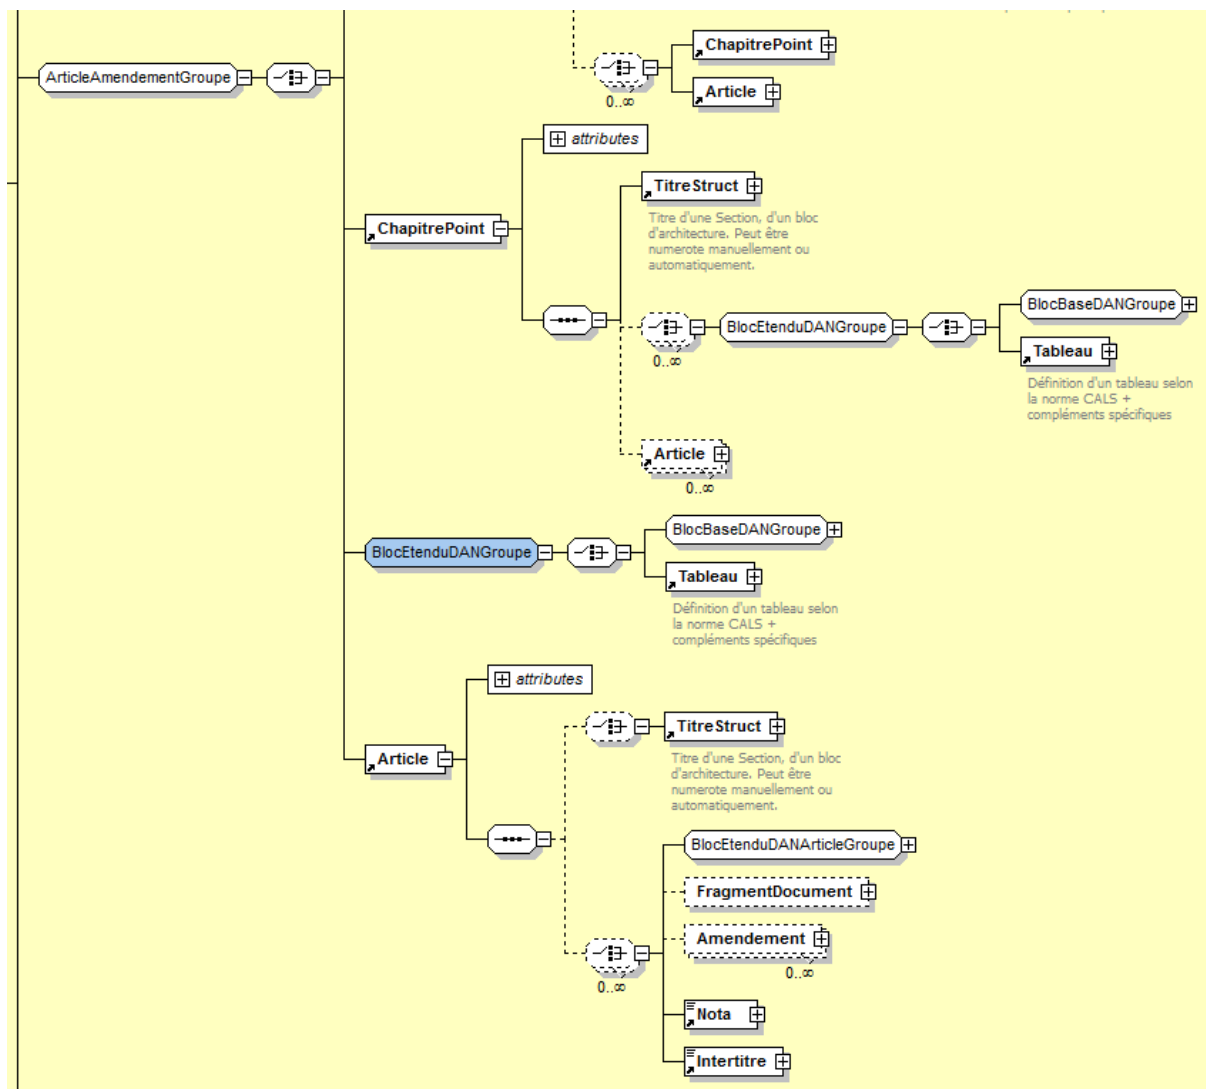 ChapitrePoint
ArticleAmendementGroupe
Article
0..∞
attributes
TitreStruct
Titre d'une Section, d'un bloc
d'architecture. Peut être
numerote manuellement ou
automatiquement.
ChapitrePoint
BlocBaseDANGroupe
BlocEtenduDANGroupe
0..∞
Tableau
Définition d'un tableau selon
la norme CALS +
compléments spécifiques
Article
0..∞
BlocBaseDANGroupe
BlocEtenduDANGroupe
Tableau
Définition d'un tableau selon
la norme CALS +
compléments spécifiques
attributes
TitreStruct
Titre d'une Section, d'un bloc
d'architecture. Peut être
numerote manuellement ou
automatiquement.
Article
BlocEtenduDANArticleGroupe
FragmentDocument
Amendement
0..∞
0..∞
Nota
Intertitre